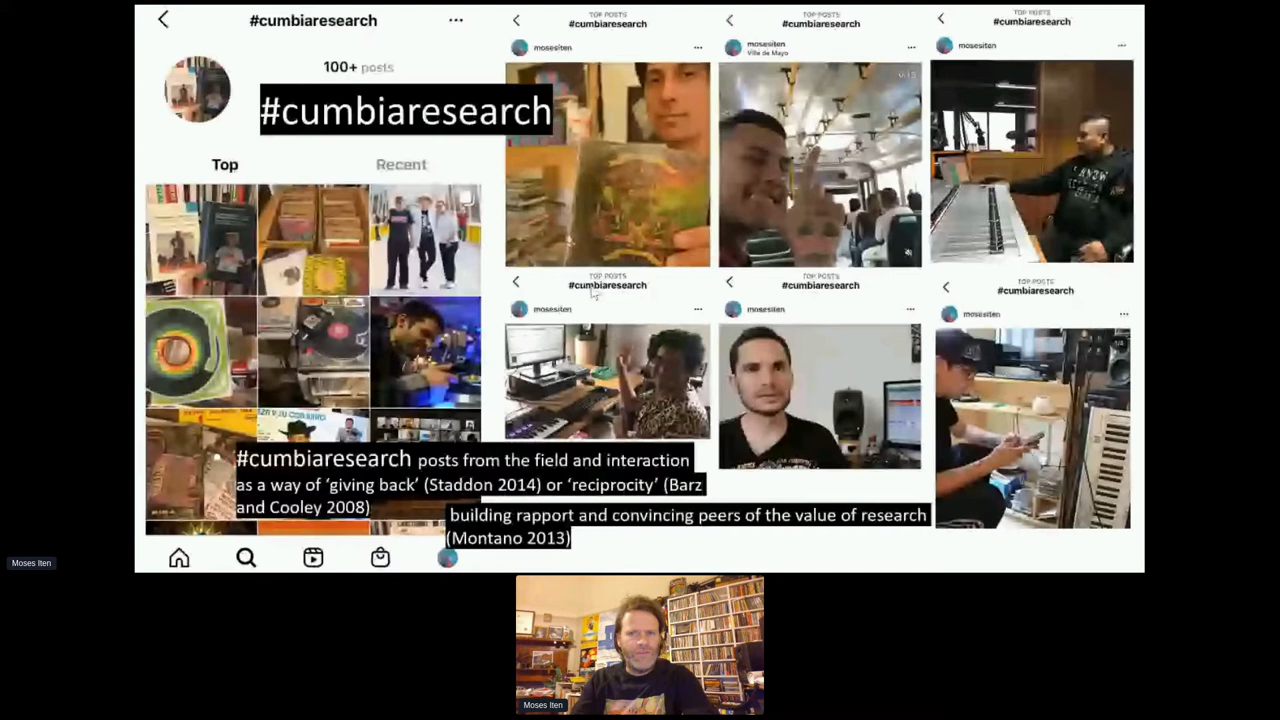 #cumbiaresearch
100+ posts
#cumbiaresearch
Top
Recent
TOP POSTS
#cumbiaresearch
mosesiten
TOP POSTS
#cumbiaresearch
mosesiten
Villa de Mayo
TOP POSTS
#cumbiaresearch
mosesiten
TOP POSTS
#cumbiaresearch
mosesiten
TOP POSTS
#cumbiaresearch
mosesiten
TOP POSTS
#cumbiaresearch
mosesiten
#cumbiaresearch posts from the field and interaction
as a way of ‘giving back’ (Staddon 2014) or ‘reciprocity’ (Barz
and Cooley 2008)
building rapport and convincing peers of the value of research
(Montano 2013)
Moses Iten
Moses Iten